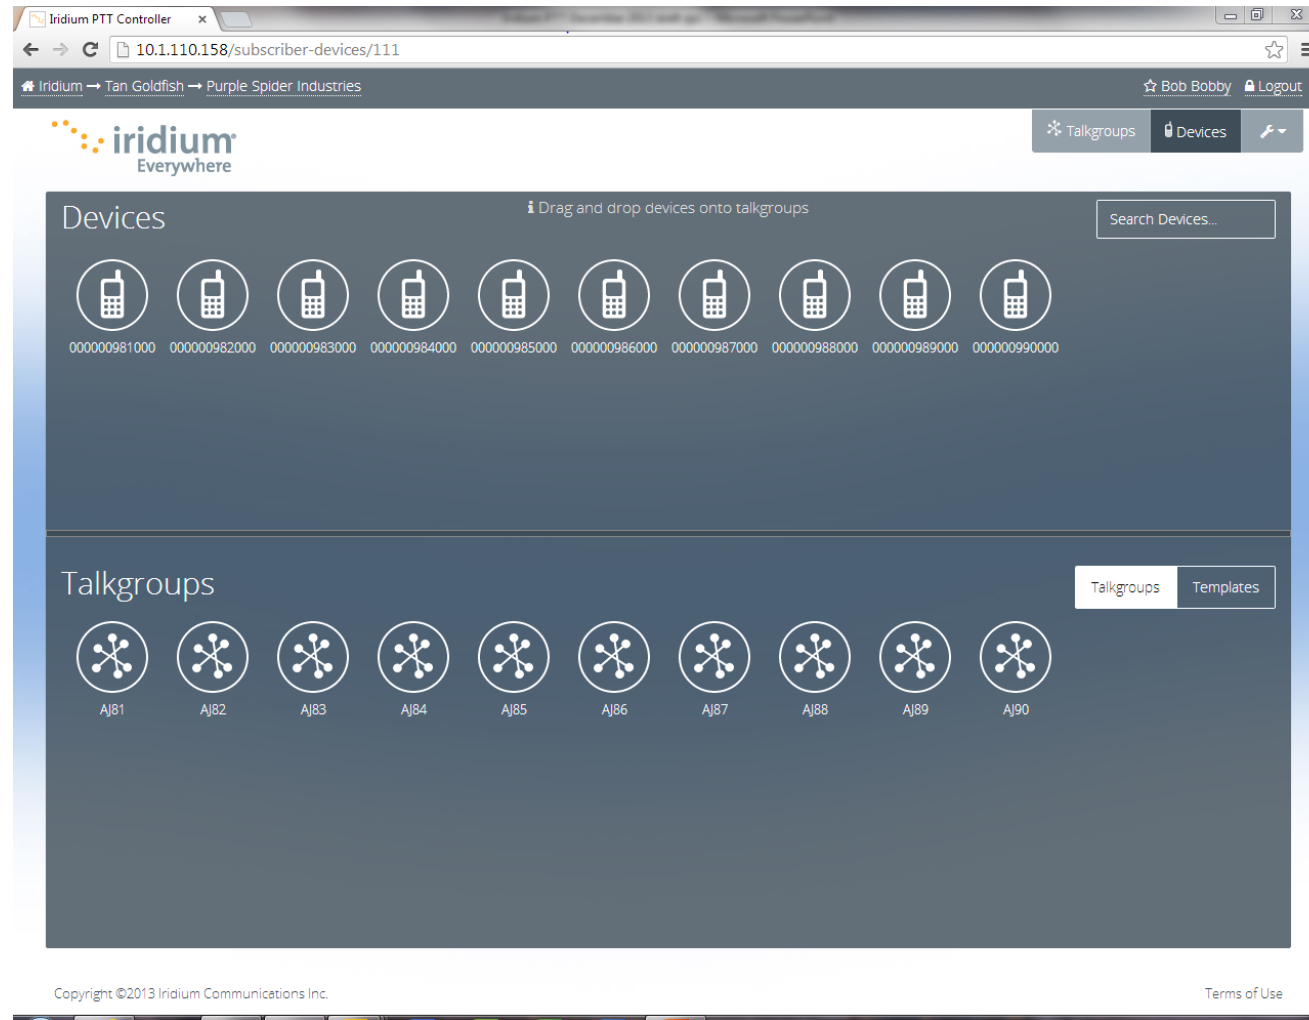 Iridium PTT Controller
10.1.110.158/subscriber-devices/111
Iridium → Tan Goldfish → Purple Spider Industries
Bob Bobby Logout
iridium
Everywhere
Talkgroups Devices
Devices
Drag and drop devices onto talkgroups
Search Devices...
000000981000 000000982000 000000983000 000000984000 000000985000 000000986000 000000987000 000000988000 000000989000 000000990000
Talkgroups
Talkgroups Templates
AJ81 AJ82 AJ83 AJ84 AJ85 AJ86 AJ87 AJ88 AJ89 AJ90
Copyright ©2013 Iridium Communications Inc.
Terms of Use